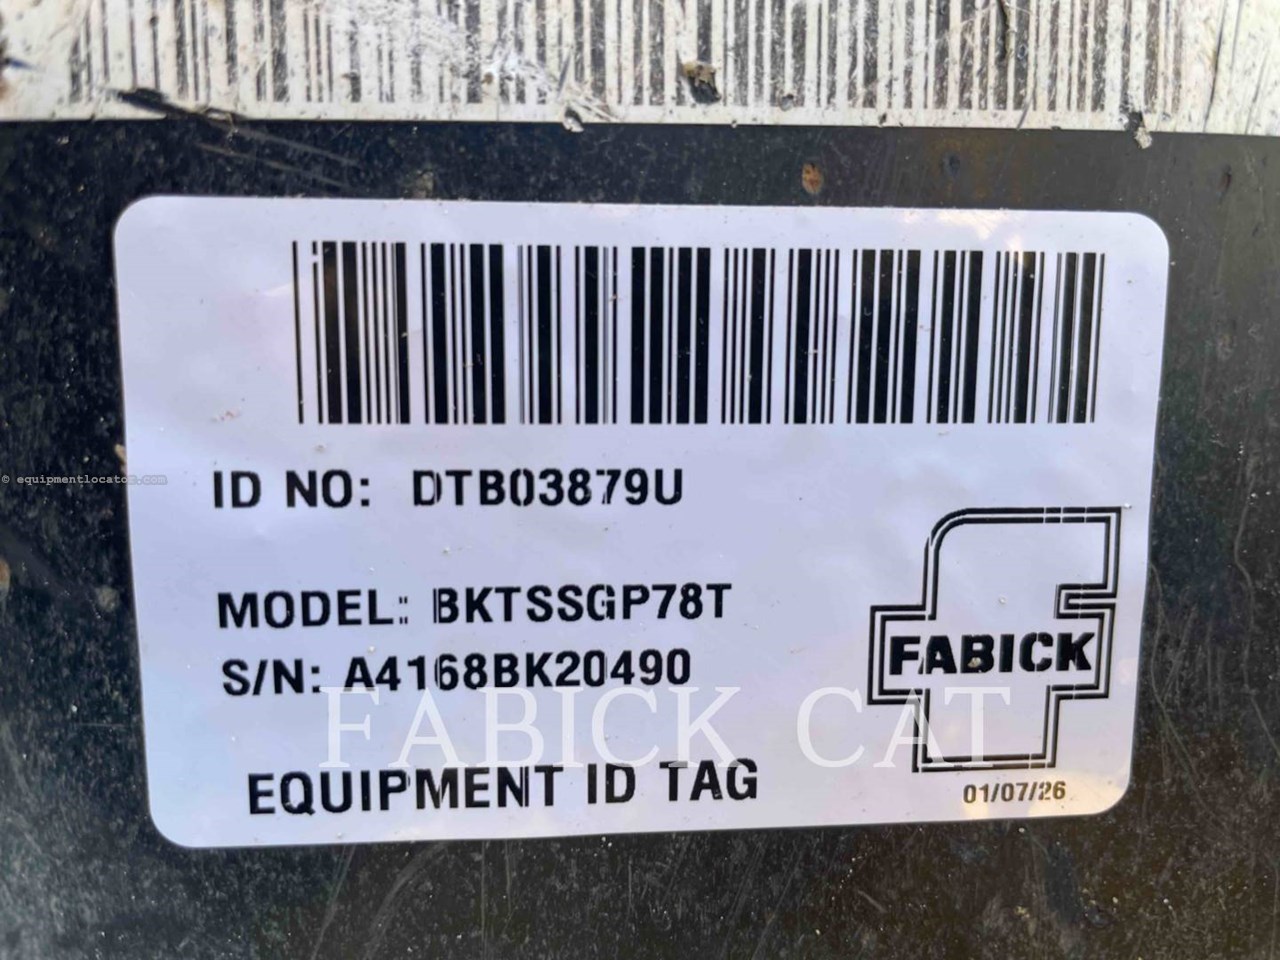 © equipmentlocator.com
ID NO: DTB03879U
MODEL: BKTSSGP78T
S/N: A4168BK20490
FABICK
FABICK CAT
EQUIPMENT ID TAG
01/07/26